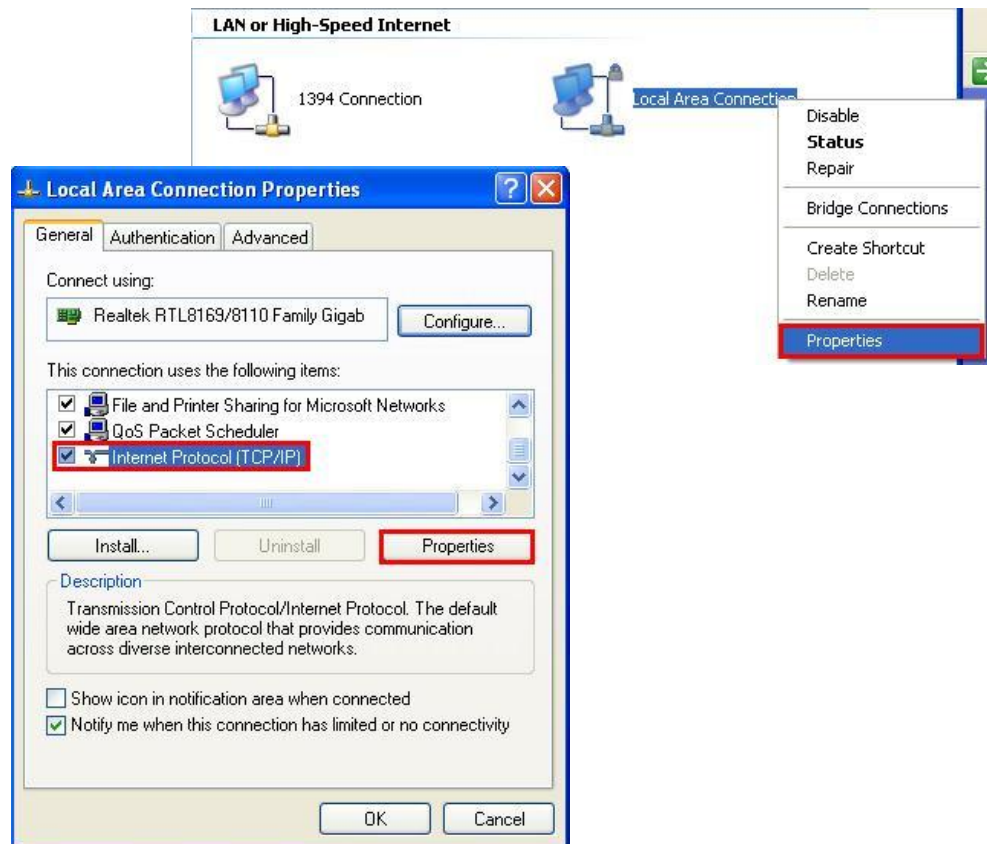 LAN or High-Speed Internet
1394 Connection
Local Area Connection
Disable
Status
Repair
Bridge Connections
Create Shortcut
Delete
Rename
Properties
Local Area Connection Properties
General Authentication Advanced
Connect using:
Realtek RTL8169/8110 Family Gigab
Configure...
This connection uses the following items:
File and Printer Sharing for Microsoft Networks
QoS Packet Scheduler
Internet Protocol (TCP/IP)
Install... Uninstall Properties
Description
Transmission Control Protocol/Internet Protocol. The default
wide area network protocol that provides communication
across diverse interconnected networks.
Show icon in notification area when connected
Notify me when this connection has limited or no connectivity
OK Cancel